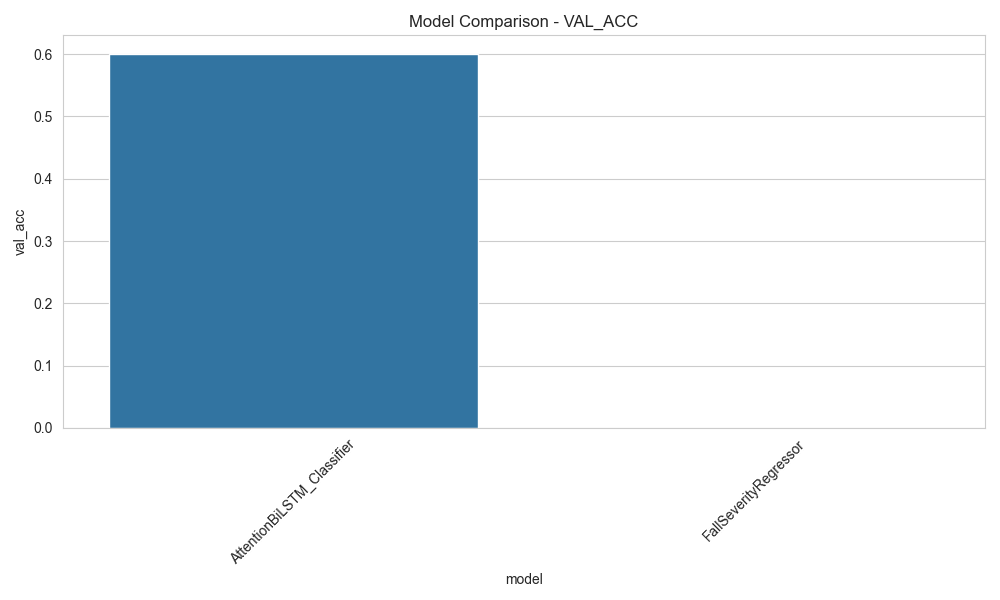 Model Comparison - VAL_ACC
0.6
0.5
0.4
0.3
0.2
0.1
0.0
val_acc
AttentionBiLSTM_Classifier
FallSeverityRegressor
model